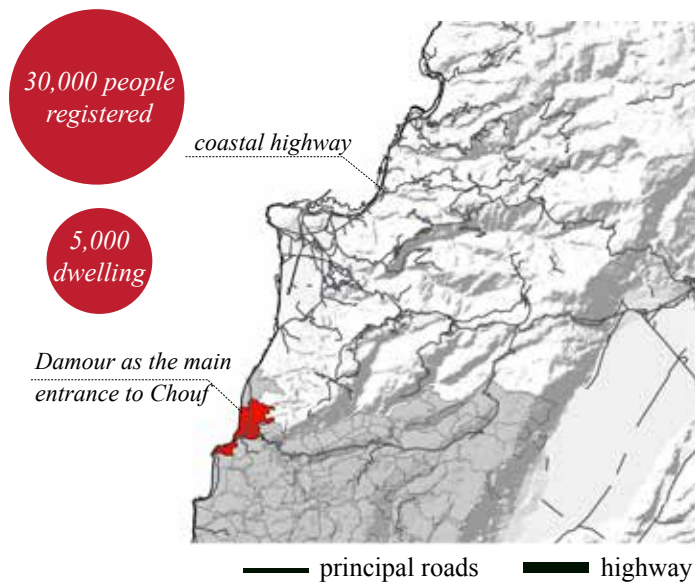 30,000 people
registered
coastal highway
5,000
dwelling
Damour as the main
entrance to Chouf
principal roads
highway